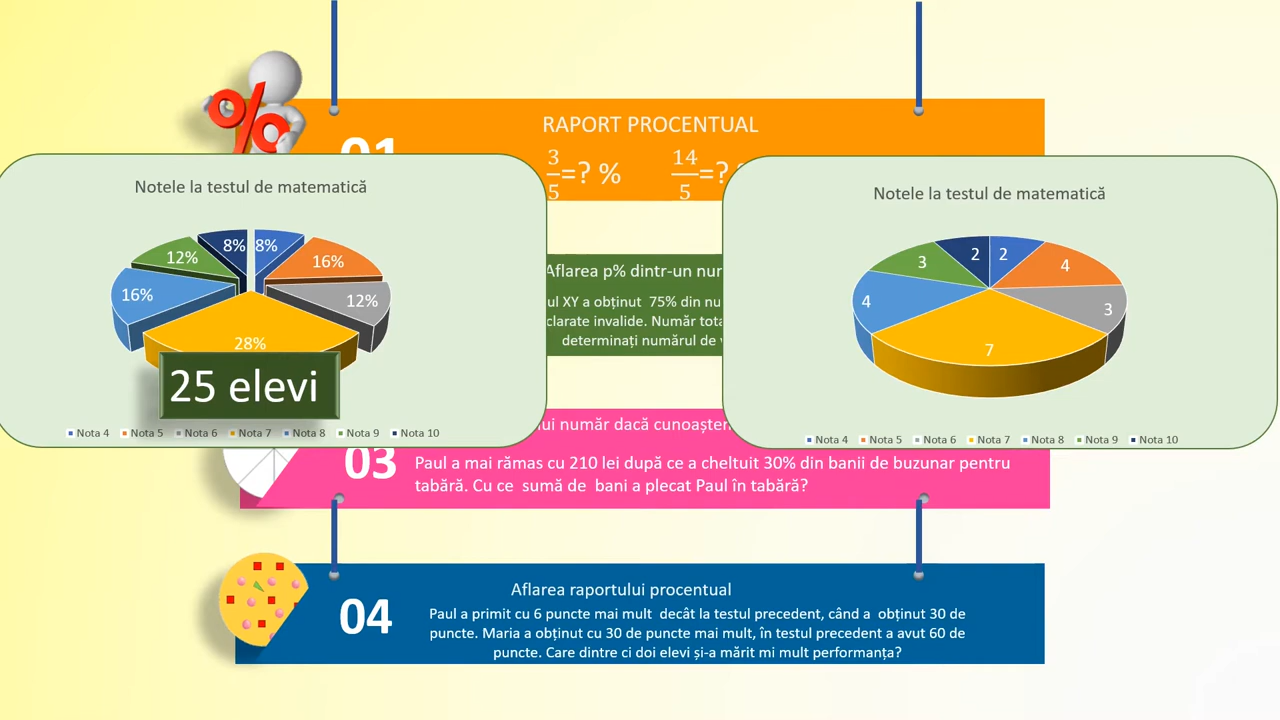 RAPORT PROCENTUAL
01
3/5=? % 14/5=?
Notele la testul de matematică
8% 8%
12% 16%
16% 12%
28%
25 elevi
Nota 4 Nota 5 Nota 6 Nota 7 Nota 8 Nota 9 Nota 10
Notele la testul de matematică
2 2
3 4
4 3
7
Nota 4 Nota 5 Nota 6 Nota 7 Nota 8 Nota 9 Nota 10
Aflarea p% dintr-un
XY a obținut 75% din
invalide. Număr
determinați numărul de
număr dacă
03
Paul a mai rămas cu 210 lei după ce a cheltuit 30% din banii de buzunar pentru
tabără. Cu ce sumă de bani a plecat Paul în tabără?
Aflarea raportului procentual
04
Paul a primit cu 6 puncte mai mult decât la testul precedent, când a obținut 30 de
puncte. Maria a obținut cu 30 de puncte mai mult, în testul precedent a avut 60 de
puncte. Care dintre ci doi elevi și-a mărit mi mult performanța?